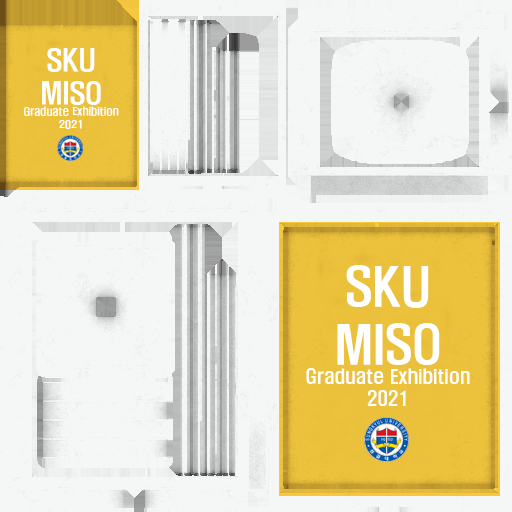 SKU
MISO
Graduate Exhibition
2021
SKU
MISO
Graduate Exhibition
2021